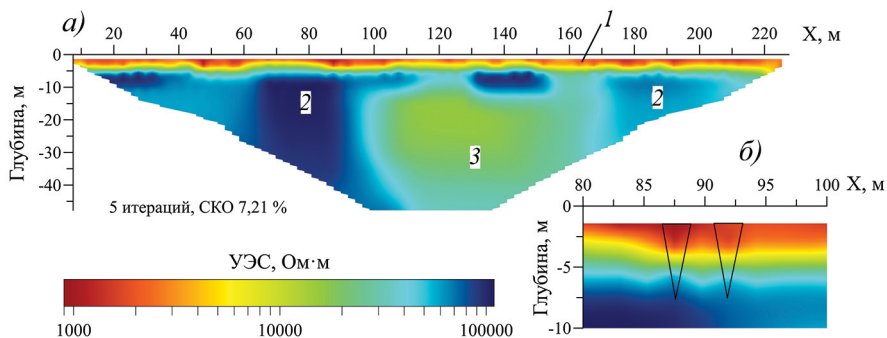 а)
1
20 40 60 80 100 120 140 160 180 200 220 X, м
0
-10
-20
-30
-40
Глубина, м
2
3
2
5 итераций, СКО 7,21 %
УЭС, Ом·м
1000 10000 100000
б)
80 85 90 95 100 X, м
0
-5
-10
Глубина, м